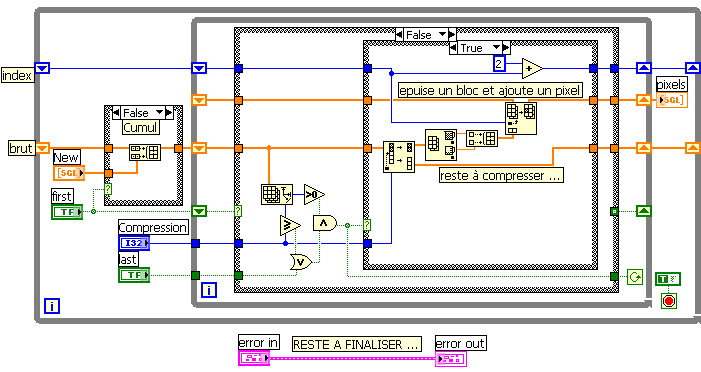 False
True
2
index
pixels
SGL
epuise un bloc et ajoute un pixel
False
Cumul
brut
New
SGL
reste à compresser ...
first
TF
>0
Compression
I32
last
TF
i
T
i
error in
RESTE A FINALISER ...
error out